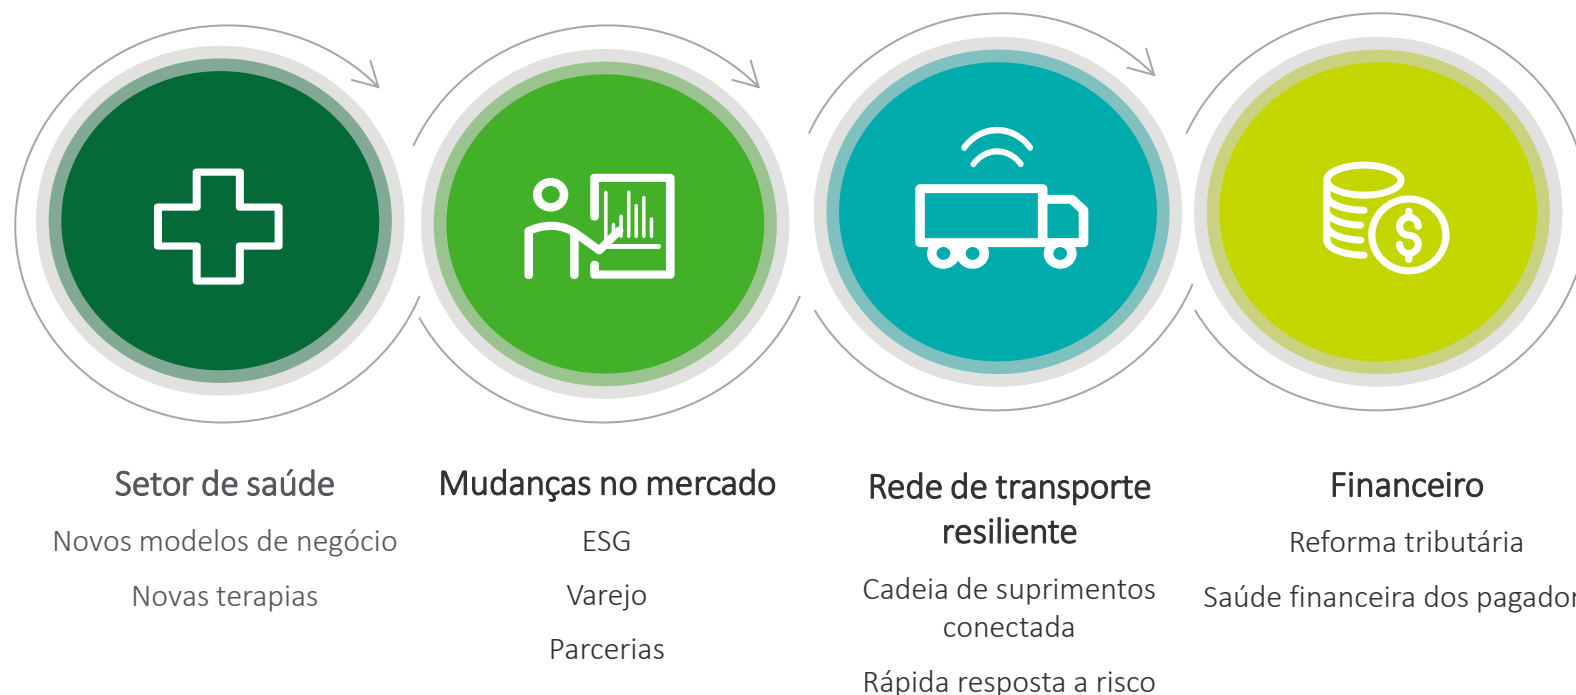 Setor de saúde
Novos modelos de negócio
Novas terapias
Mudanças no mercado
ESG
Varejo
Parcerias
Rede de transporte
resiliente
Cadeia de suprimentos
conectada
Rápida resposta a risco
Financeiro
Reforma tributária
Saúde financeira dos
$